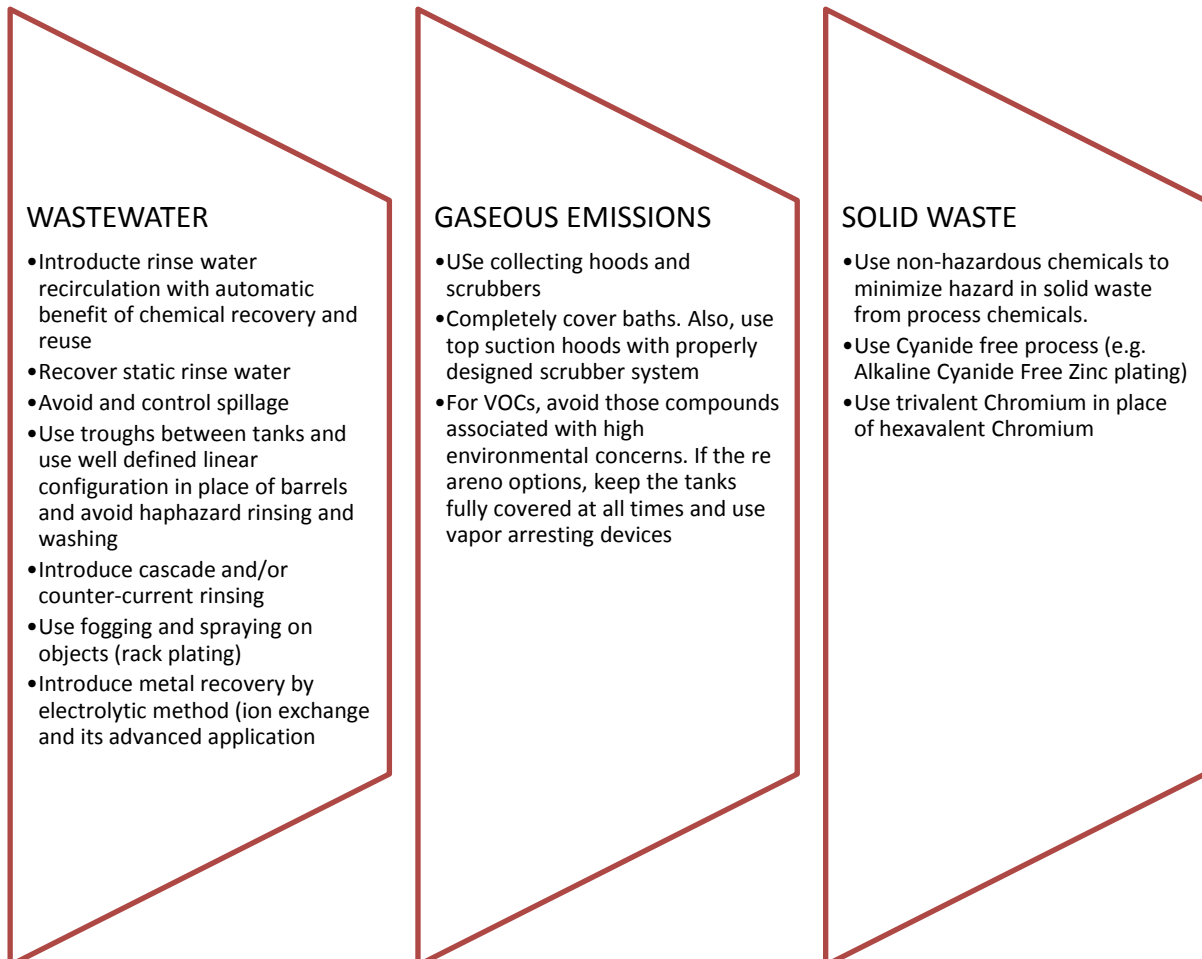 WASTEWATER
•Introducte rinse water
recirculation with automatic
benefit of chemical recovery and
reuse
•Recover static rinse water
•Avoid and control spillage
•Use troughs between tanks and
use well defined linear
configuration in place of barrels
and avoid haphazard rinsing and
washing
•Introduce cascade and/or
counter-current rinsing
•Use fogging and spraying on
objects (rack plating)
•Introduce metal recovery by
electrolytic method (ion exchange
and its advanced application
GASEOUS EMISSIONS
•USe collecting hoods and
scrubbers
•Completely cover baths. Also, use
top suction hoods with properly
designed scrubber system
•For VOCs, avoid those compounds
associated with high
environmental concerns. If the re
areno options, keep the tanks
fully covered at all times and use
vapor arresting devices
SOLID WASTE
•Use non-hazardous chemicals to
minimize hazard in solid waste
from process chemicals.
•Use Cyanide free process (e.g.
Alkaline Cyanide Free Zinc plating)
•Use trivalent Chromium in place
of hexavalent Chromium